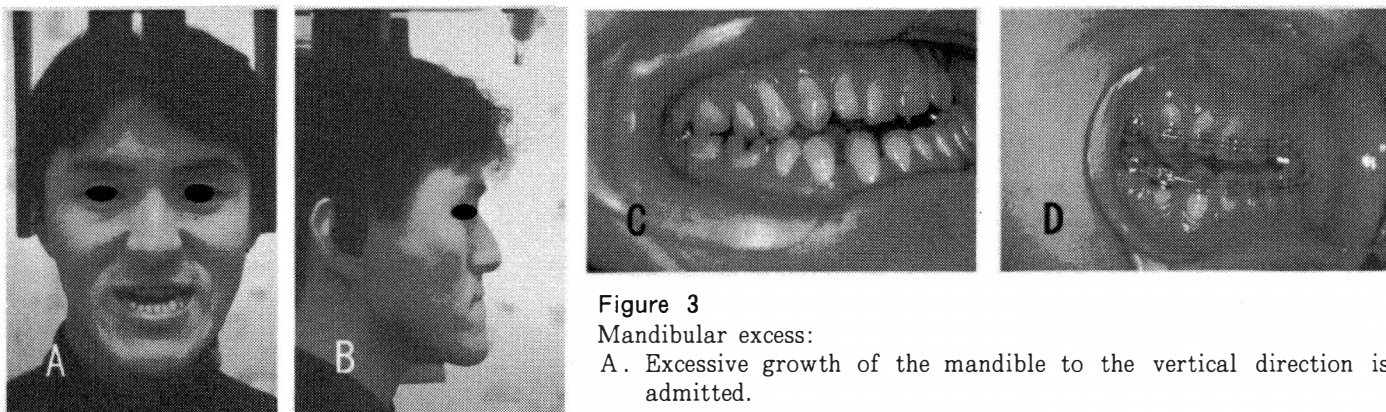 A
B
C
D
Figure 3
Mandibular excess:
A. Excessive growth of the mandible to the vertical direction is
admitted.